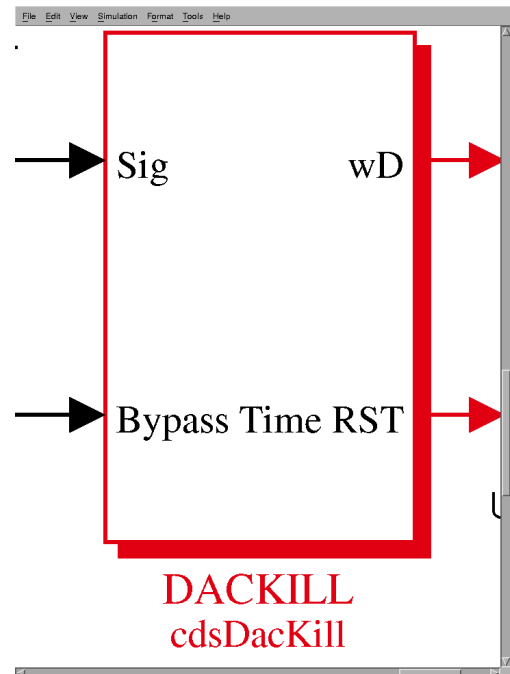 File Edit View Simulation Format Tools Help
Sig wD
Bypass Time RST
DACKILL
cdsDacKill